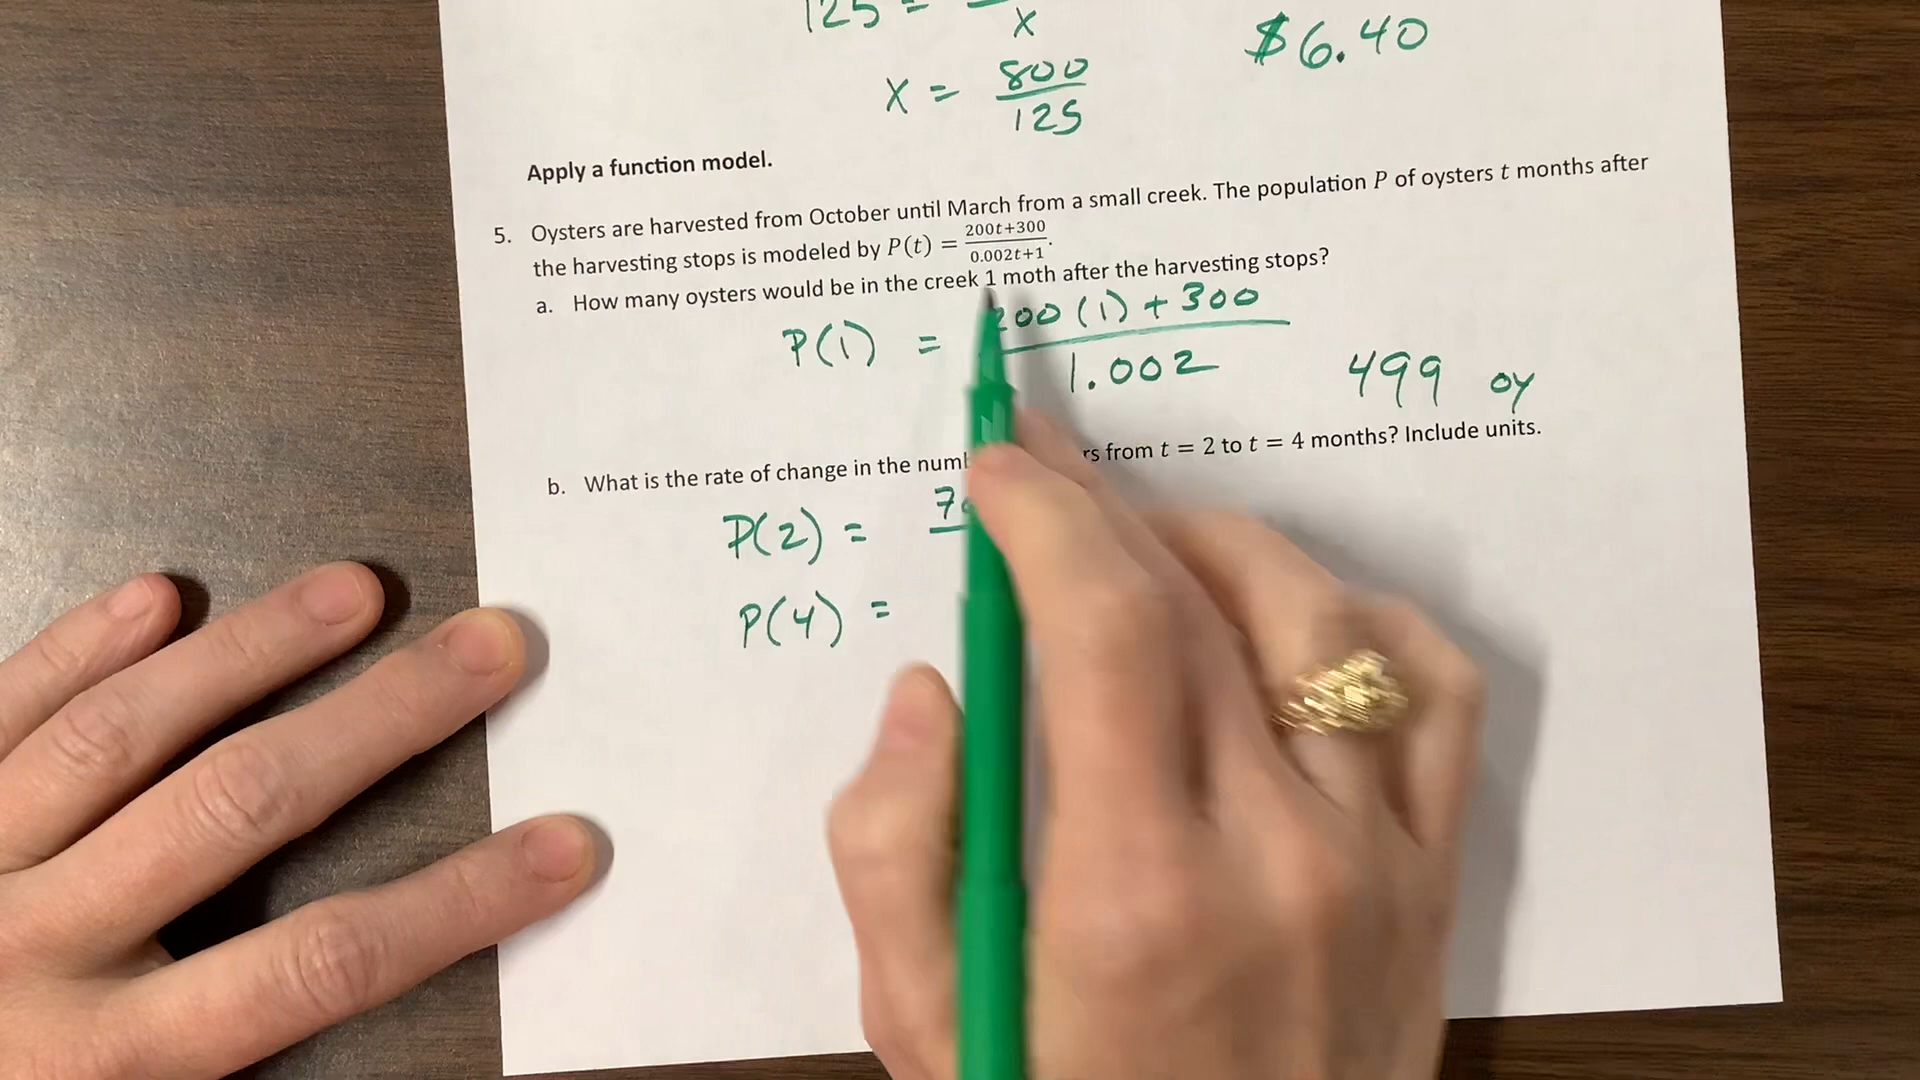 125 =
x
$6.40
x = 800
125
Apply a function model.
5. Oysters are harvested from October until March from a small creek. The population P of oysters t months after
the harvesting stops is modeled by P(t) = 200t+300
0.002t+1 .
a. How many oysters would be in the creek 1 moth after the harvesting stops?
P(1) = 200 (1) + 300
1.002
499 oy
b. What is the rate of change in the from t = 2 to t = 4 months? Include units.
P(2) =
P(4) =